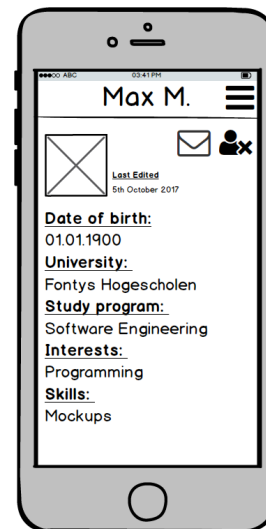 ABC 03:41 PM
Max M.
Last Edited
5th October 2017
Date of birth:
01.01.1900
University:
Fontys Hogescholen
Study program:
Software Engineering
Interests:
Programming
Skills:
Mockups